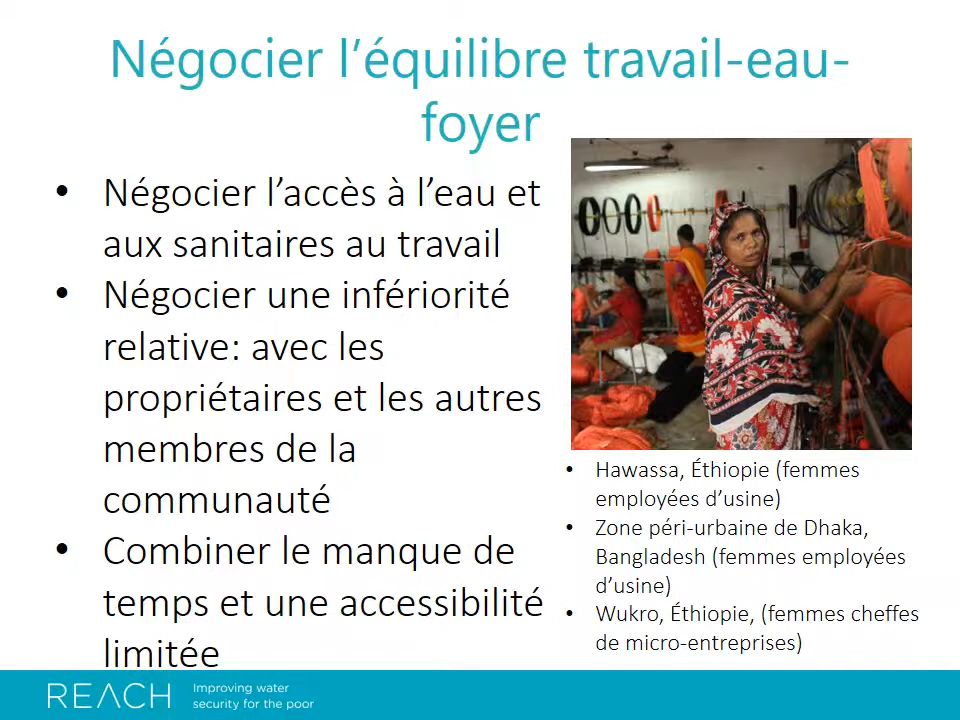 Négocier l’équilibre travail-eau-
foyer
• Négocier l’accès à l’eau et
aux sanitaires au travail
• Négocier une infériorité
relative: avec les
propriétaires et les autres
membres de la
communauté
• Combiner le manque de
temps et une accessibilité
limitée
• Hawassa, Éthiopie (femmes
employées d’usine)
• Zone péri-urbaine de Dhaka,
Bangladesh (femmes employées
d’usine)
• Wukro, Éthiopie, (femmes cheffes
de micro-entreprises)
REACH
Improving water
security for the poor